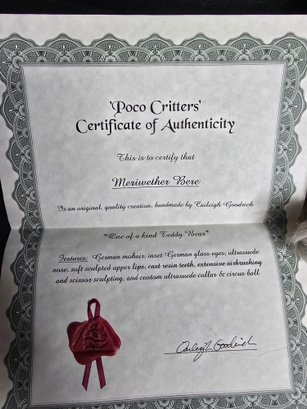 'Poco Critters'
Certificate of Authenticity
This is to certify that
Meriwether Bere
Is an original, quality creation, handmade by Caileigh Goodrich
"One-of-a-kind Teddy Bear"
Features: German mohair, inset German glass eyes, ultrasuede
nose, soft-sculpted upper lips, cast resin teeth, extensive airbrushing
and scissor sculpting, and custom ultrasuede collar & circus ball
Caileigh Goodrich